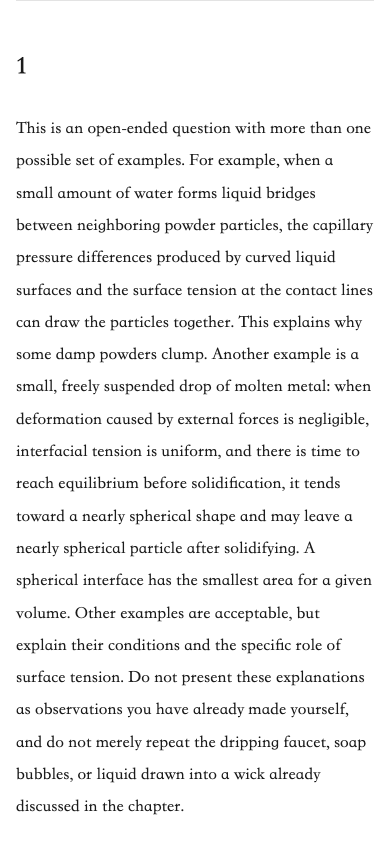 1
This is an open-ended question with more than one
possible set of examples. For example, when a
small amount of water forms liquid bridges
between neighboring powder particles, the capillary
pressure differences produced by curved liquid
surfaces and the surface tension at the contact lines
can draw the particles together. This explains why
some damp powders clump. Another example is a
small, freely suspended drop of molten metal: when
deformation caused by external forces is negligible,
interfacial tension is uniform, and there is time to
reach equilibrium before solidification, it tends
toward a nearly spherical shape and may leave a
nearly spherical particle after solidifying. A
spherical interface has the smallest area for a given
volume. Other examples are acceptable, but
explain their conditions and the specific role of
surface tension. Do not present these explanations
as observations you have already made yourself,
and do not merely repeat the dripping faucet, soap
bubbles, or liquid drawn into a wick already
discussed in the chapter.